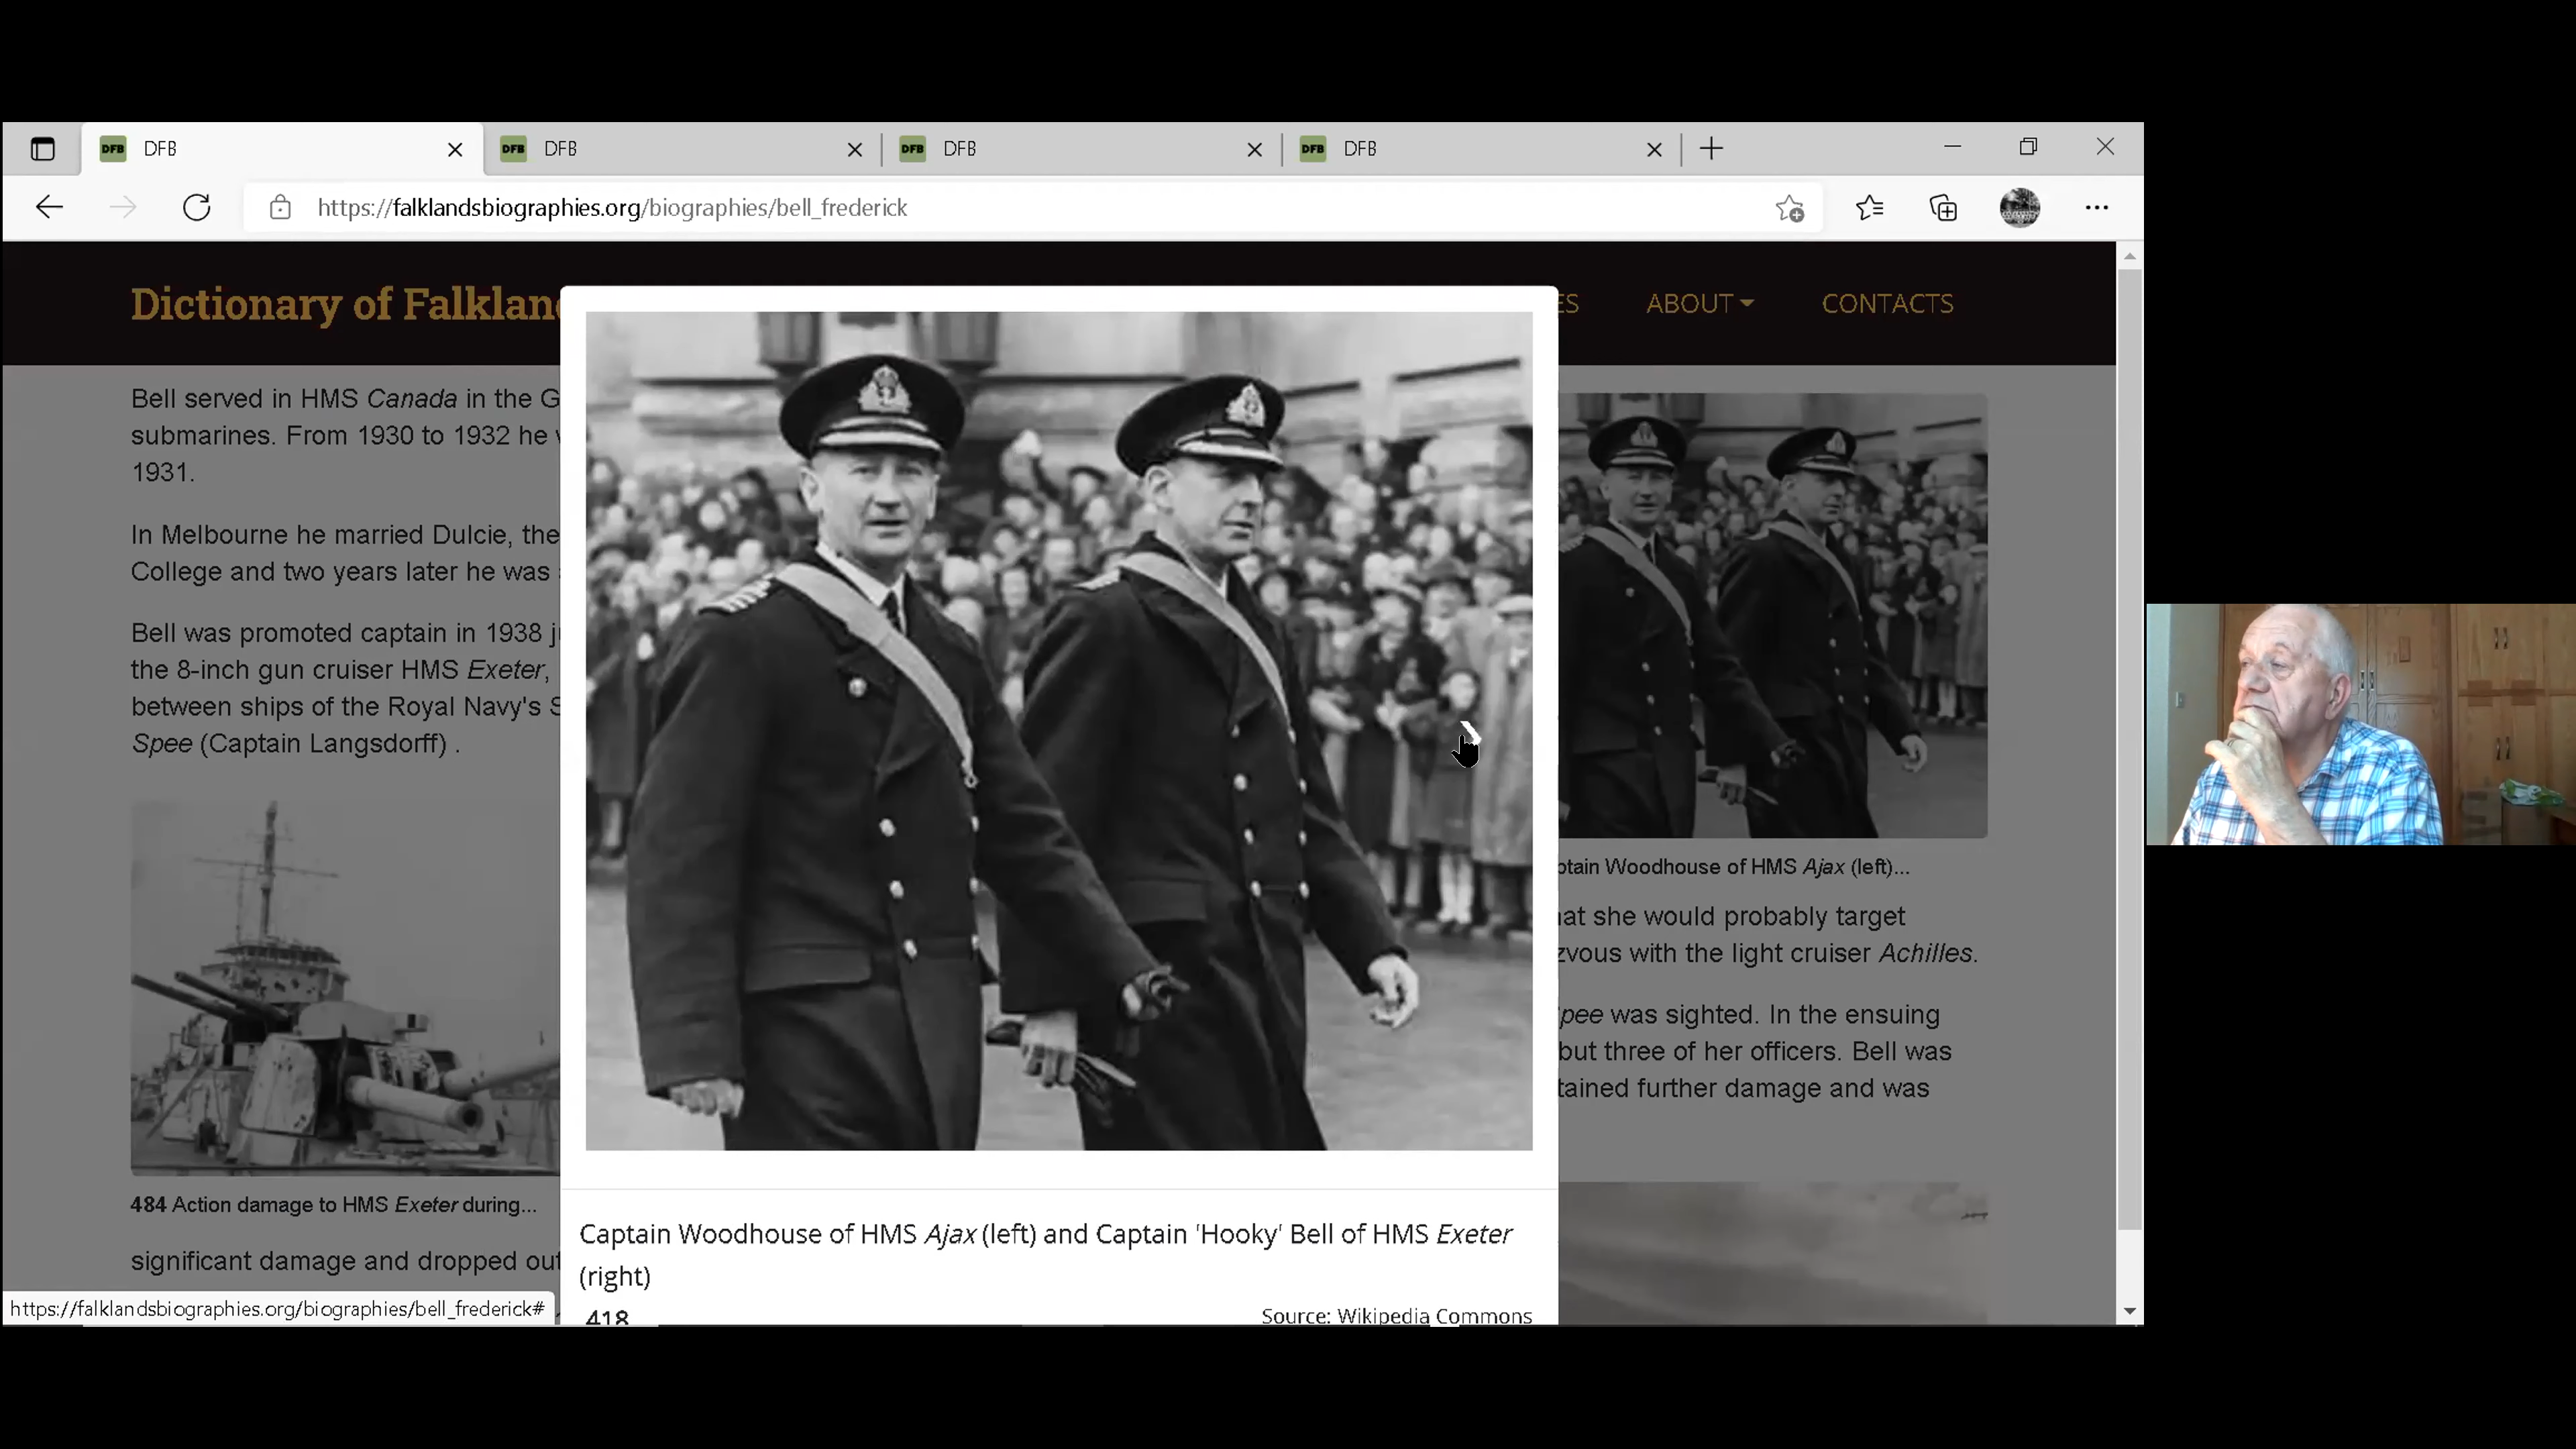 DFB DFB
DFB DFB
DFB DFB
DFB DFB
https://falklandsbiographies.org/biographies/bell_frederick
Dictionary of Falklan
ES ABOUT CONTACTS
Bell served in HMS Canada in the G
submarines. From 1930 to 1932 he w
1931.
In Melbourne he married Dulcie, the
College and two years later he was
Bell was promoted captain in 1938 j
the 8-inch gun cruiser HMS Exeter,
between ships of the Royal Navy's S
Spee (Captain Langsdorff) .
484 Action damage to HMS Exeter during...
significant damage and dropped out
https://falklandsbiographies.org/biographies/bell_frederick#
Captain Woodhouse of HMS Ajax (left) and Captain 'Hooky' Bell of HMS Exeter
(right)
418
Source: Wikipedia Commons
ptain Woodhouse of HMS Ajax (left)...
at she would probably target
zvous with the light cruiser Achilles.
pee was sighted. In the ensuing
but three of her officers. Bell was
tained further damage and was